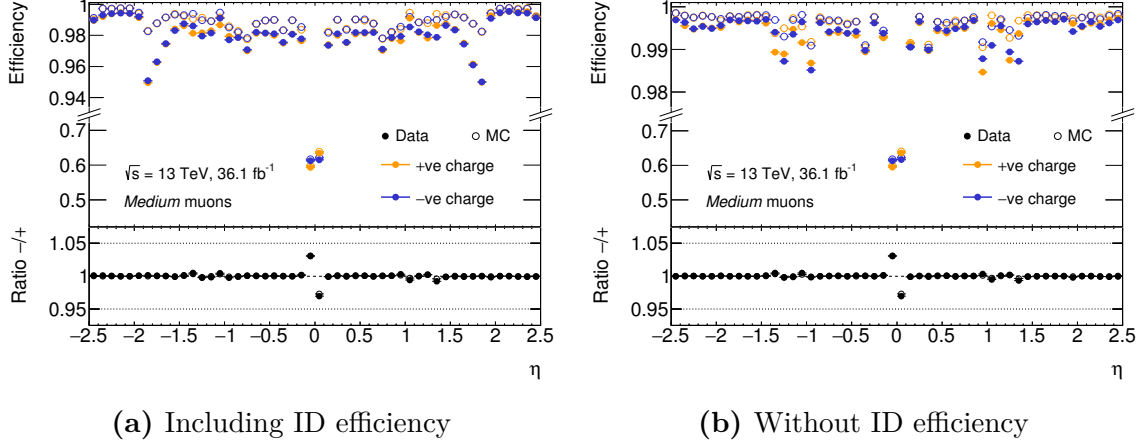 Efficiency
1
0.98
0.96
0.94
0.7
0.6
0.5
Data MC
√s = 13 TeV, 36.1 fb⁻¹
+ve charge
Medium muons
−ve charge
Ratio −/+
1.05
1
0.95
−2.5 −2 −1.5 −1 −0.5 0 0.5 1 1.5 2 2.5
η
(a) Including ID efficiency
Efficiency
1
0.99
0.98
0.7
0.6
0.5
Data MC
√s = 13 TeV, 36.1 fb⁻¹
+ve charge
Medium muons
−ve charge
Ratio −/+
1.05
1
0.95
−2.5 −2 −1.5 −1 −0.5 0 0.5 1 1.5 2 2.5
η
(b) Without ID efficiency